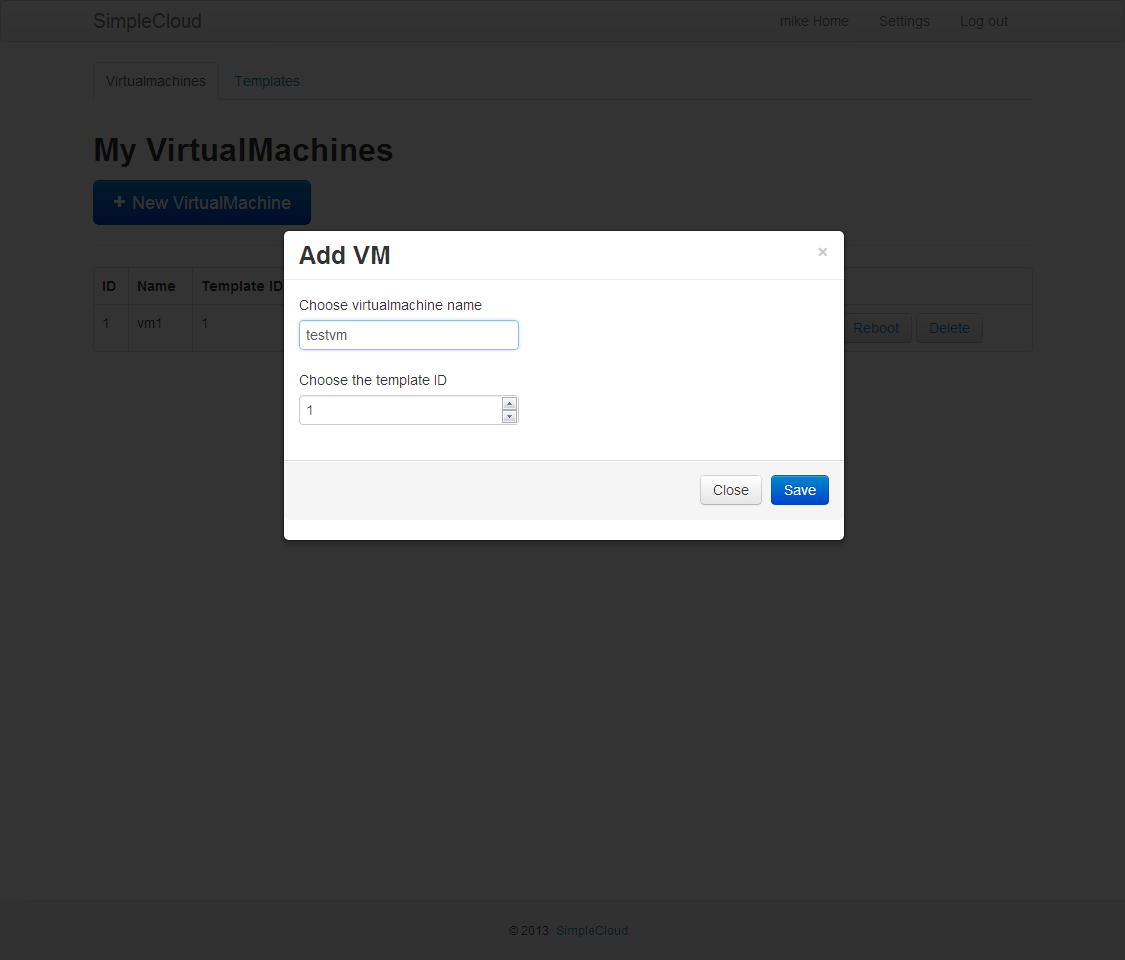 SimpleCloud mike Home Settings Log out
Virtualmachines Templates
My VirtualMachines
+ New VirtualMachine
Add VM ×
ID Name Template ID
Choose virtualmachine name
1 vm1 1 testvm Reboot Delete
Choose the template ID
1
Close Save
© 2013 SimpleCloud